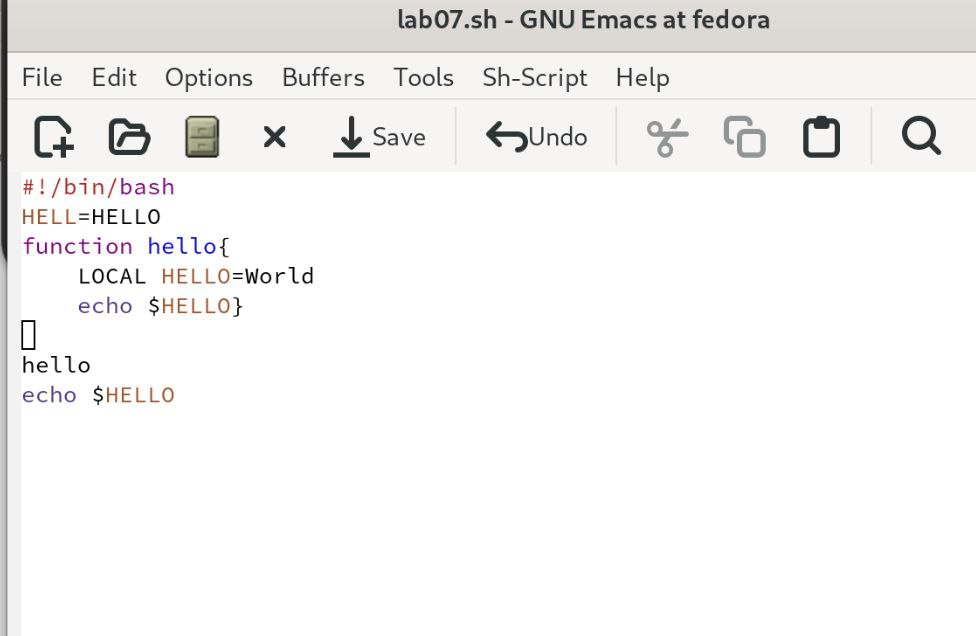 lab07.sh - GNU Emacs at fedora
File Edit Options Buffers Tools Sh-Script Help
Save Undo
#!/bin/bash
HELL=HELLO
function hello{
    LOCAL HELLO=World
    echo $HELLO}
hello
echo $HELLO